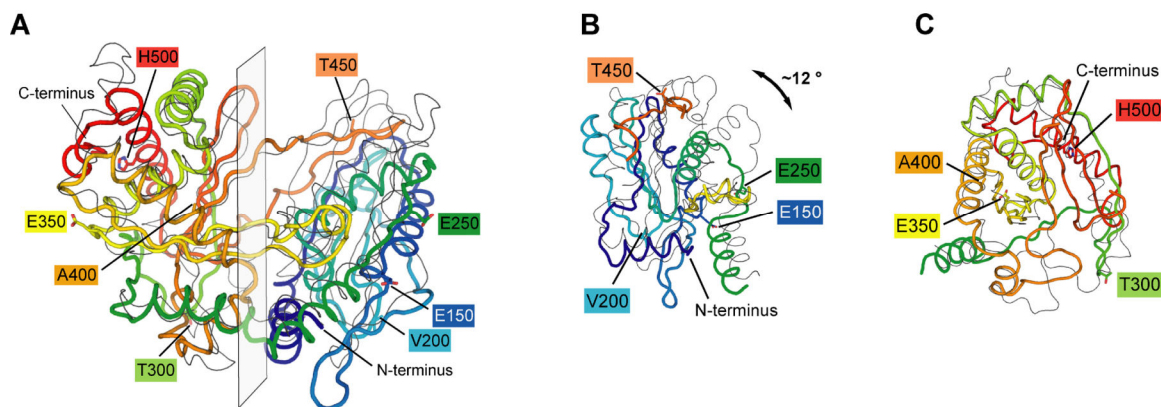 A
H500
C-terminus
T450
E350
E250
A400
E150
V200
T300
N-terminus
B
T450
~12 °
E250
E150
V200
N-terminus
C
C-terminus
H500
A400
E350
T300